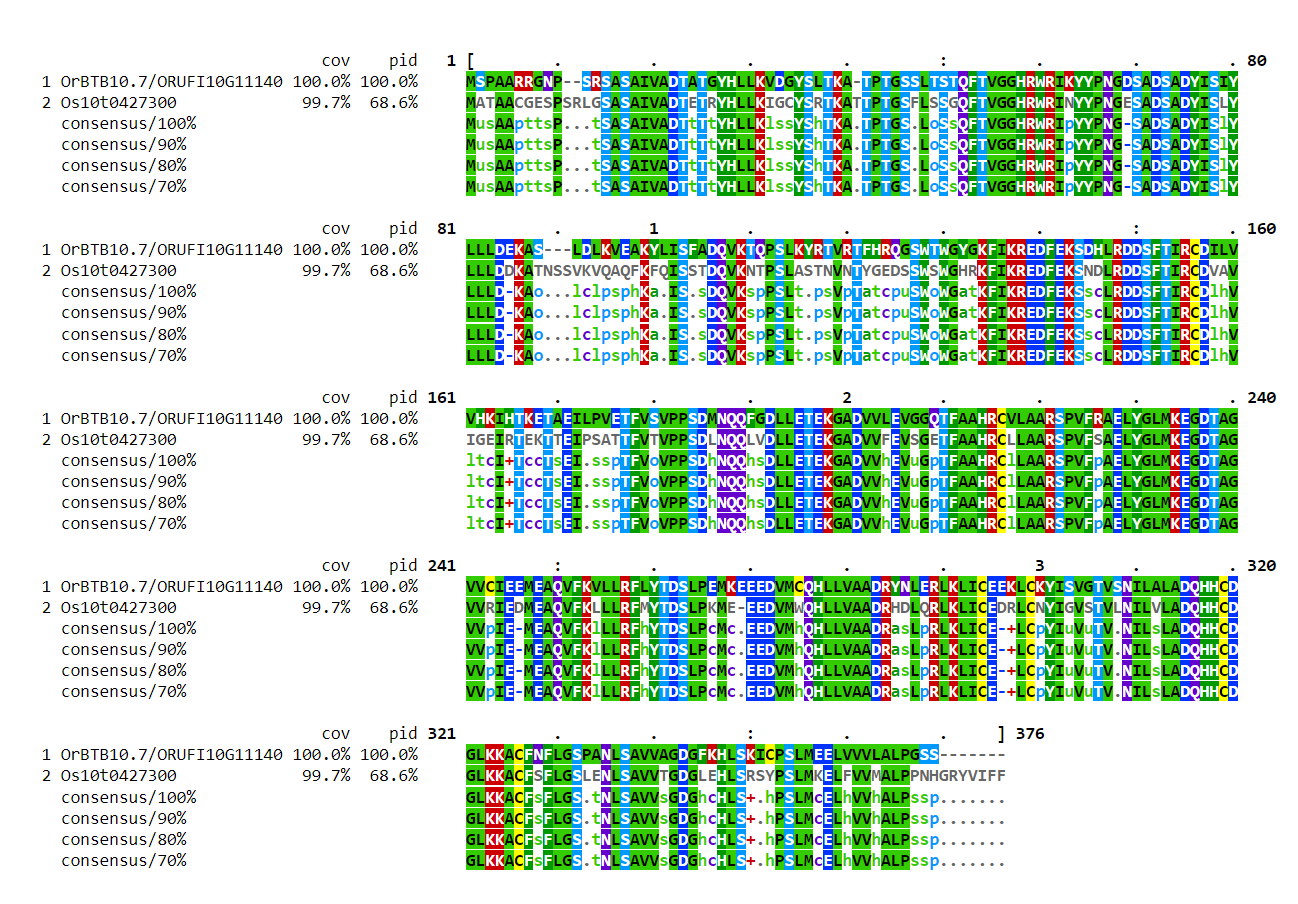 cov pid 1 [ . . . . : . . . 80
1 OrBTB10.7/ORUFI10G11140 100.0% 100.0% MSPAARRGNP--SRSASAIVADTATGYHLLKVDGYSLTKA-TPTGSSLTSTQFTVGGHRWRIKYYPNGDSADSADYISIY
2 Os10t0427300 99.7% 68.6% MATAACGESPSRLGSASAIVADTETRYHLLKIGCYSRTKATTPTGSFLSSGQFTVGGHRWRINYYPNGESADSADYISLY
consensus/100% MusAApttsP...tSASAIVADTtTtYHLLKlssYShTKA.TPTGS.LoSsQFTVGGHRWRIpYYPNG-SADSADYISlY
consensus/90% MusAApttsP...tSASAIVADTtTtYHLLKlssYShTKA.TPTGS.LoSsQFTVGGHRWRIpYYPNG-SADSADYISlY
consensus/80% MusAApttsP...tSASAIVADTtTtYHLLKlssYShTKA.TPTGS.LoSsQFTVGGHRWRIpYYPNG-SADSADYISlY
consensus/70% MusAApttsP...tSASAIVADTtTtYHLLKlssYShTKA.TPTGS.LoSsQFTVGGHRWRIpYYPNG-SADSADYISlY
cov pid 81 . 1 . . . . : . 160
1 OrBTB10.7/ORUFI10G11140 100.0% 100.0% LLLDEKAS---LDLKVEAKYLISFADQVKTQPSLKYRTVRTFHRQGSWTWGYGKFIKREDFEKSDHLRDDSFTIRCDILV
2 Os10t0427300 99.7% 68.6% LLLDDKATNSSVKVQAQFKFQISSTDQVKNTPSLASTNVNTYGEDSSWSWGHRKFIKREDFEKSNDLRDDSFTIRCDVAV
consensus/100% LLLD-KAo...lclpsphKa.IS.sDQVKspPSLt.psVpTatcpuSWoWGatKFIKREDFEKSscLRDDSFTIRCDlhV
consensus/90% LLLD-KAo...lclpsphKa.IS.sDQVKspPSLt.psVpTatcpuSWoWGatKFIKREDFEKSscLRDDSFTIRCDlhV
consensus/80% LLLD-KAo...lclpsphKa.IS.sDQVKspPSLt.psVpTatcpuSWoWGatKFIKREDFEKSscLRDDSFTIRCDlhV
consensus/70% LLLD-KAo...lclpsphKa.IS.sDQVKspPSLt.psVpTatcpuSWoWGatKFIKREDFEKSscLRDDSFTIRCDlhV
cov pid 161 . . . 2 . . . . 240
1 OrBTB10.7/ORUFI10G11140 100.0% 100.0% VHKIHTKETAEILPVETFVSVPPSDMNQQFGDLLETEKGADVVLEVGGQTFAAHRCVLAARSPVFRAELYGLMKEGDTAG
2 Os10t0427300 99.7% 68.6% IGEIRTEKTTEIPSATTFVTVPPSDLNQQLVDLLETEKGADVVFEVSGETFAAHRCLLAARSPVFSAELYGLMKEGDTAG
consensus/100% ltcI+TccTsEI.sspTFVoVPPSDhNQQhsDLLETEKGADVVhEVuGpTFAAHRClLAARSPVFpAELYGLMKEGDTAG
consensus/90% ltcI+TccTsEI.sspTFVoVPPSDhNQQhsDLLETEKGADVVhEVuGpTFAAHRClLAARSPVFpAELYGLMKEGDTAG
consensus/80% ltcI+TccTsEI.sspTFVoVPPSDhNQQhsDLLETEKGADVVhEVuGpTFAAHRClLAARSPVFpAELYGLMKEGDTAG
consensus/70% ltcI+TccTsEI.sspTFVoVPPSDhNQQhsDLLETEKGADVVhEVuGpTFAAHRClLAARSPVFpAELYGLMKEGDTAG
cov pid 241 : . . . . 3 . . 320
1 OrBTB10.7/ORUFI10G11140 100.0% 100.0% VVCIEEMEAQVFKVLLRFLYTDSLPEMKEEEDVMCQHLLVAADRYNLERLKLICEEKLCKYISVGTVSNILALADQHHCD
2 Os10t0427300 99.7% 68.6% VVRIEDMEAQVFKLLLRFMYTDSLPKME-EEDVMWQHLLVAADRHDLQRLKLICEDRLCNYIGVSTVLNILVLADQHHCD
consensus/100% VVpIE-MEAQVFKlLLRFhYTDSLPcMc.EEDVMhQHLLVAADRasLpRLKLICE-+LCpYIuVuTV.NILsLADQHHCD
consensus/90% VVpIE-MEAQVFKlLLRFhYTDSLPcMc.EEDVMhQHLLVAADRasLpRLKLICE-+LCpYIuVuTV.NILsLADQHHCD
consensus/80% VVpIE-MEAQVFKlLLRFhYTDSLPcMc.EEDVMhQHLLVAADRasLpRLKLICE-+LCpYIuVuTV.NILsLADQHHCD
consensus/70% VVpIE-MEAQVFKlLLRFhYTDSLPcMc.EEDVMhQHLLVAADRasLpRLKLICE-+LCpYIuVuTV.NILsLADQHHCD
cov pid 321 . . : . . ] 376
1 OrBTB10.7/ORUFI10G11140 100.0% 100.0% GLKKACFNFLGSPANLSAVVAGDGFKHLSKICPSLMEELVVVLALPGSS-------
2 Os10t0427300 99.7% 68.6% GLKKACFSFLGSLENLSAVVTGDGLEHLSRSYPSLMKELFVVMALPPNHGRYVIFF
consensus/100% GLKKACFsFLGS.tNLSAVVsGDGhcHLS+.hPSLMcELhVVhALPssp.......
consensus/90% GLKKACFsFLGS.tNLSAVVsGDGhcHLS+.hPSLMcELhVVhALPssp.......
consensus/80% GLKKACFsFLGS.tNLSAVVsGDGhcHLS+.hPSLMcELhVVhALPssp.......
consensus/70% GLKKACFsFLGS.tNLSAVVsGDGhcHLS+.hPSLMcELhVVhALPssp.......